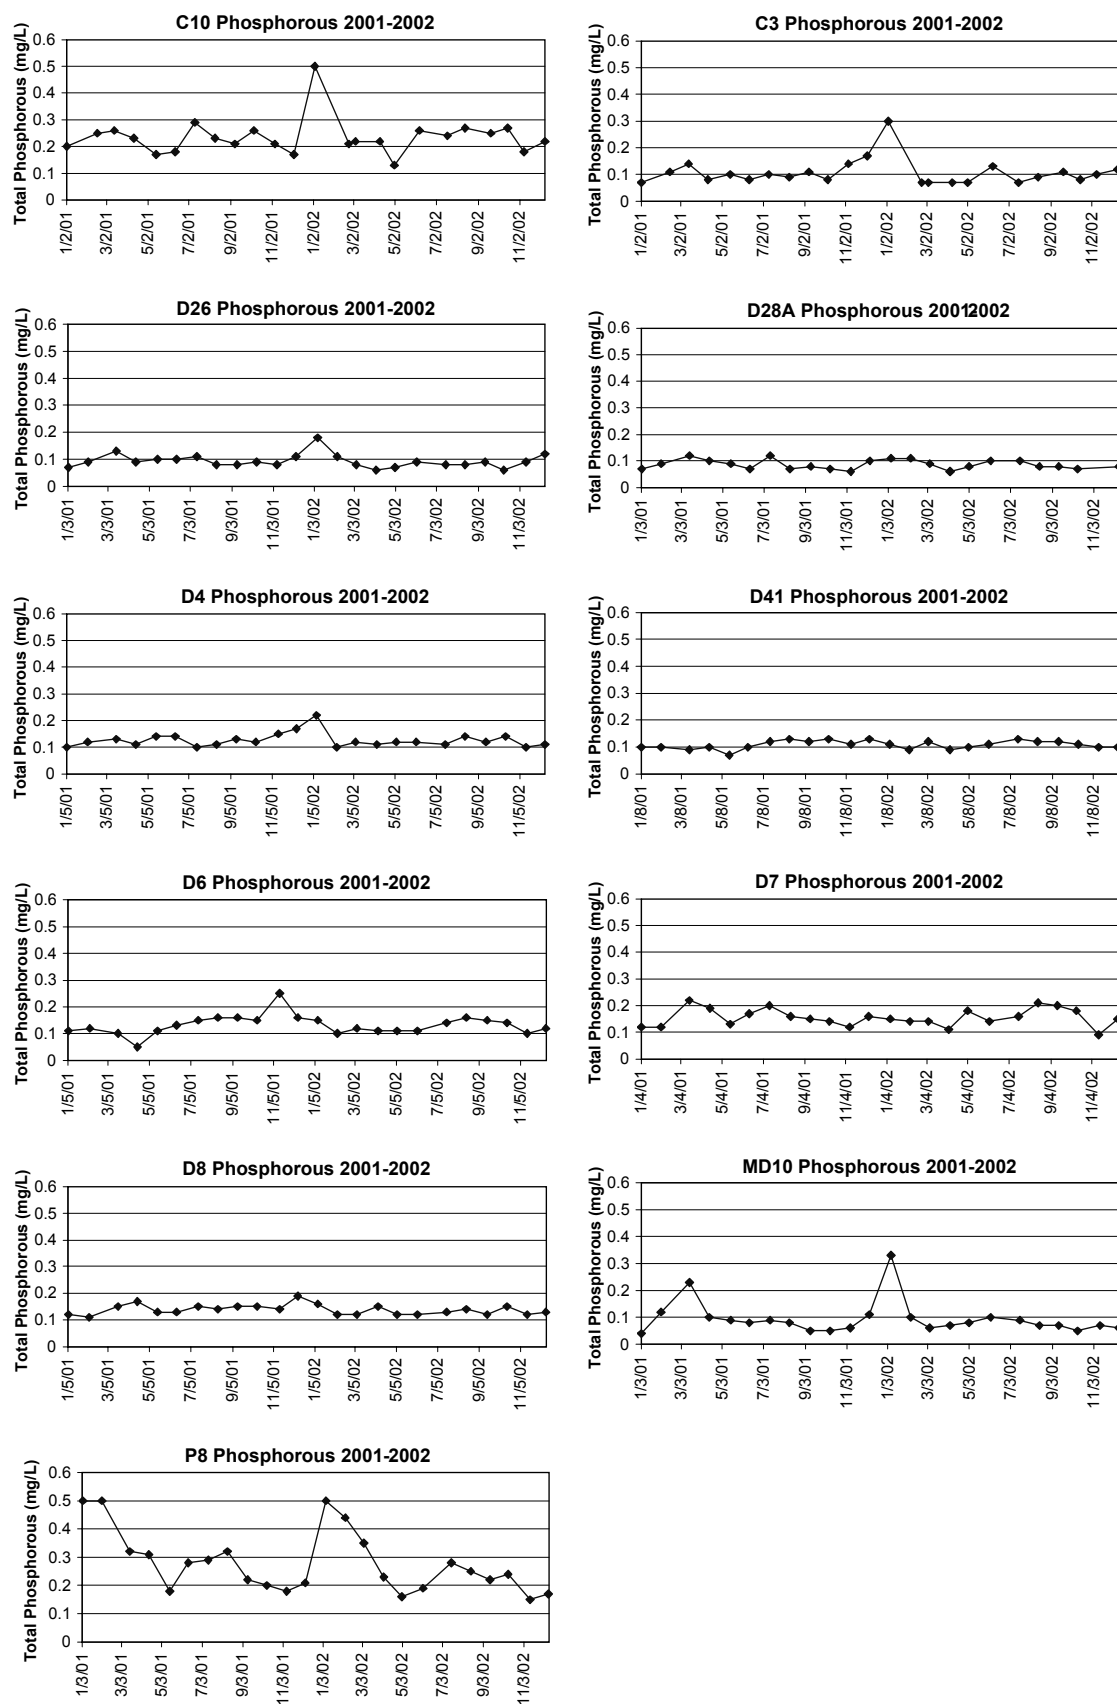 C10 Phosphorous 2001-2002
Total Phosphorous (mg/L)
0.6
0.5
0.4
0.3
0.2
0.1
0
1/2/01 3/2/01 5/2/01 7/2/01 9/2/01 11/2/01 1/2/02 3/2/02 5/2/02 7/2/02 9/2/02 11/2/02
C3 Phosphorous 2001-2002
Total Phosphorous (mg/L)
0.6
0.5
0.4
0.3
0.2
0.1
0
1/2/01 3/2/01 5/2/01 7/2/01 9/2/01 11/2/01 1/2/02 3/2/02 5/2/02 7/2/02 9/2/02 11/2/02
D26 Phosphorous 2001-2002
Total Phosphorous (mg/L)
0.6
0.5
0.4
0.3
0.2
0.1
0
1/3/01 3/3/01 5/3/01 7/3/01 9/3/01 11/3/01 1/3/02 3/3/02 5/3/02 7/3/02 9/3/02 11/3/02
D28A Phosphorous 2001-2002
Total Phosphorous (mg/L)
0.6
0.5
0.4
0.3
0.2
0.1
0
1/3/01 3/3/01 5/3/01 7/3/01 9/3/01 11/3/01 1/3/02 3/3/02 5/3/02 7/3/02 9/3/02 11/3/02
D4 Phosphorous 2001-2002
Total Phosphorous (mg/L)
0.6
0.5
0.4
0.3
0.2
0.1
0
1/5/01 3/5/01 5/5/01 7/5/01 9/5/01 11/5/01 1/5/02 3/5/02 5/5/02 7/5/02 9/5/02 11/5/02
D41 Phosphorous 2001-2002
Total Phosphorous (mg/L)
0.6
0.5
0.4
0.3
0.2
0.1
0
1/8/01 3/8/01 5/8/01 7/8/01 9/8/01 11/8/01 1/8/02 3/8/02 5/8/02 7/8/02 9/8/02 11/8/02
D6 Phosphorous 2001-2002
Total Phosphorous (mg/L)
0.6
0.5
0.4
0.3
0.2
0.1
0
1/5/01 3/5/01 5/5/01 7/5/01 9/5/01 11/5/01 1/5/02 3/5/02 5/5/02 7/5/02 9/5/02 11/5/02
D7 Phosphorous 2001-2002
Total Phosphorous (mg/L)
0.6
0.5
0.4
0.3
0.2
0.1
0
1/4/01 3/4/01 5/4/01 7/4/01 9/4/01 11/4/01 1/4/02 3/4/02 5/4/02 7/4/02 9/4/02 11/4/02
D8 Phosphorous 2001-2002
Total Phosphorous (mg/L)
0.6
0.5
0.4
0.3
0.2
0.1
0
1/5/01 3/5/01 5/5/01 7/5/01 9/5/01 11/5/01 1/5/02 3/5/02 5/5/02 7/5/02 9/5/02 11/5/02
MD10 Phosphorous 2001-2002
Total Phosphorous (mg/L)
0.6
0.5
0.4
0.3
0.2
0.1
0
1/3/01 3/3/01 5/3/01 7/3/01 9/3/01 11/3/01 1/3/02 3/3/02 5/3/02 7/3/02 9/3/02 11/3/02
P8 Phosphorous 2001-2002
Total Phosphorous (mg/L)
0.6
0.5
0.4
0.3
0.2
0.1
0
1/3/01 3/3/01 5/3/01 7/3/01 9/3/01 11/3/01 1/3/02 3/3/02 5/3/02 7/3/02 9/3/02 11/3/02